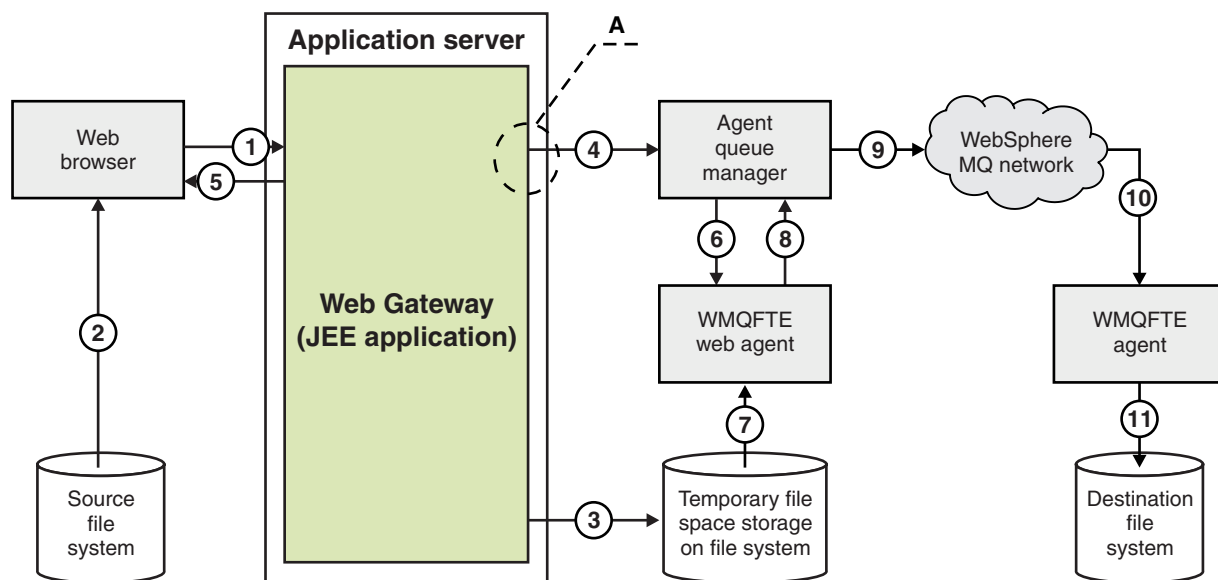 Application server
A
Web
browser
1
5
4
Agent
queue
manager
9
WebSphere
MQ network
10
6
8
2
Web Gateway
(JEE application)
WMQFTE
web agent
WMQFTE
agent
7
11
Source
file
system
3
Temporary file
space storage
on file system
Destination
file
system